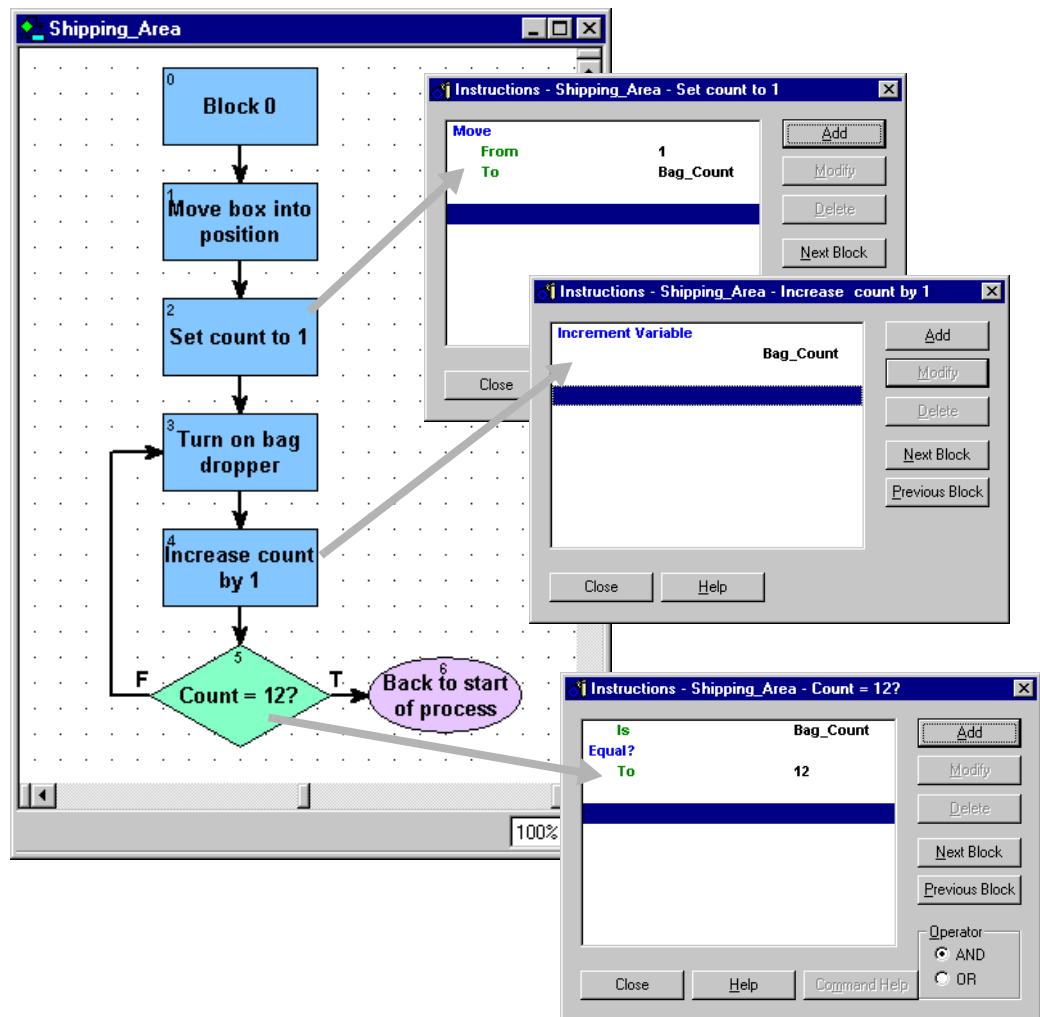 Shipping_Area
0
Block 0
1
Move box into
position
2
Set count to 1
3
Turn on bag
dropper
4
Increase count
by 1
5
Count = 12?
F
T
6
Back to start
of process
100%
Instructions - Shipping_Area - Set count to 1
Move
From 1
To Bag_Count
Add
Modify
Delete
Next Block
Close
Instructions - Shipping_Area - Increase count by 1
Increment Variable
Bag_Count
Add
Modify
Delete
Next Block
Previous Block
Close
Help
Instructions - Shipping_Area - Count = 12?
Is Bag_Count
Equal?
To 12
Add
Modify
Delete
Next Block
Previous Block
Operator
AND
OR
Close
Help
Command Help